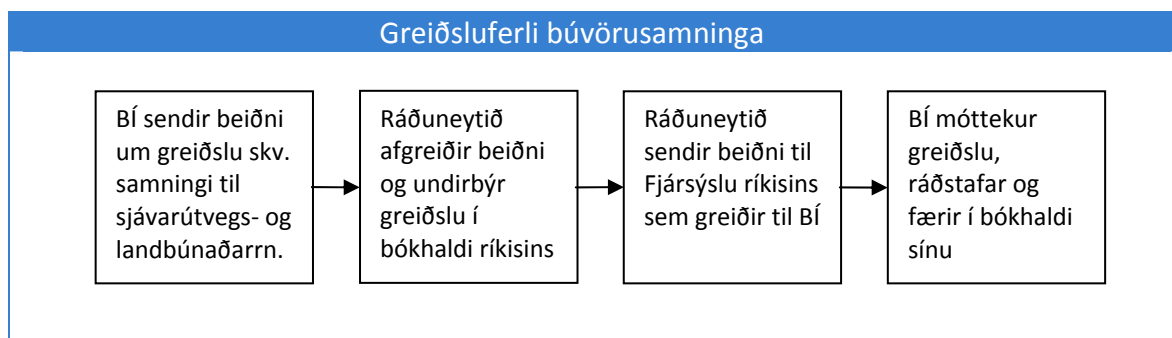 Greiðsluferli búvörusamninga
BÍ sendir beiðni
um greiðslu skv.
samningi til
sjávarútvegs- og
landbúnaðarrn.
Ráðuneytið
afgreiðir beiðni
og undirbýr
greiðslu í
bókhaldi ríkisins
Ráðuneytið
sendir beiðni til
Fjársýslu ríkisins
sem greiðir til BÍ
BÍ móttekur
greiðslu,
ráðstafar og
færir í bókhaldi
sínu